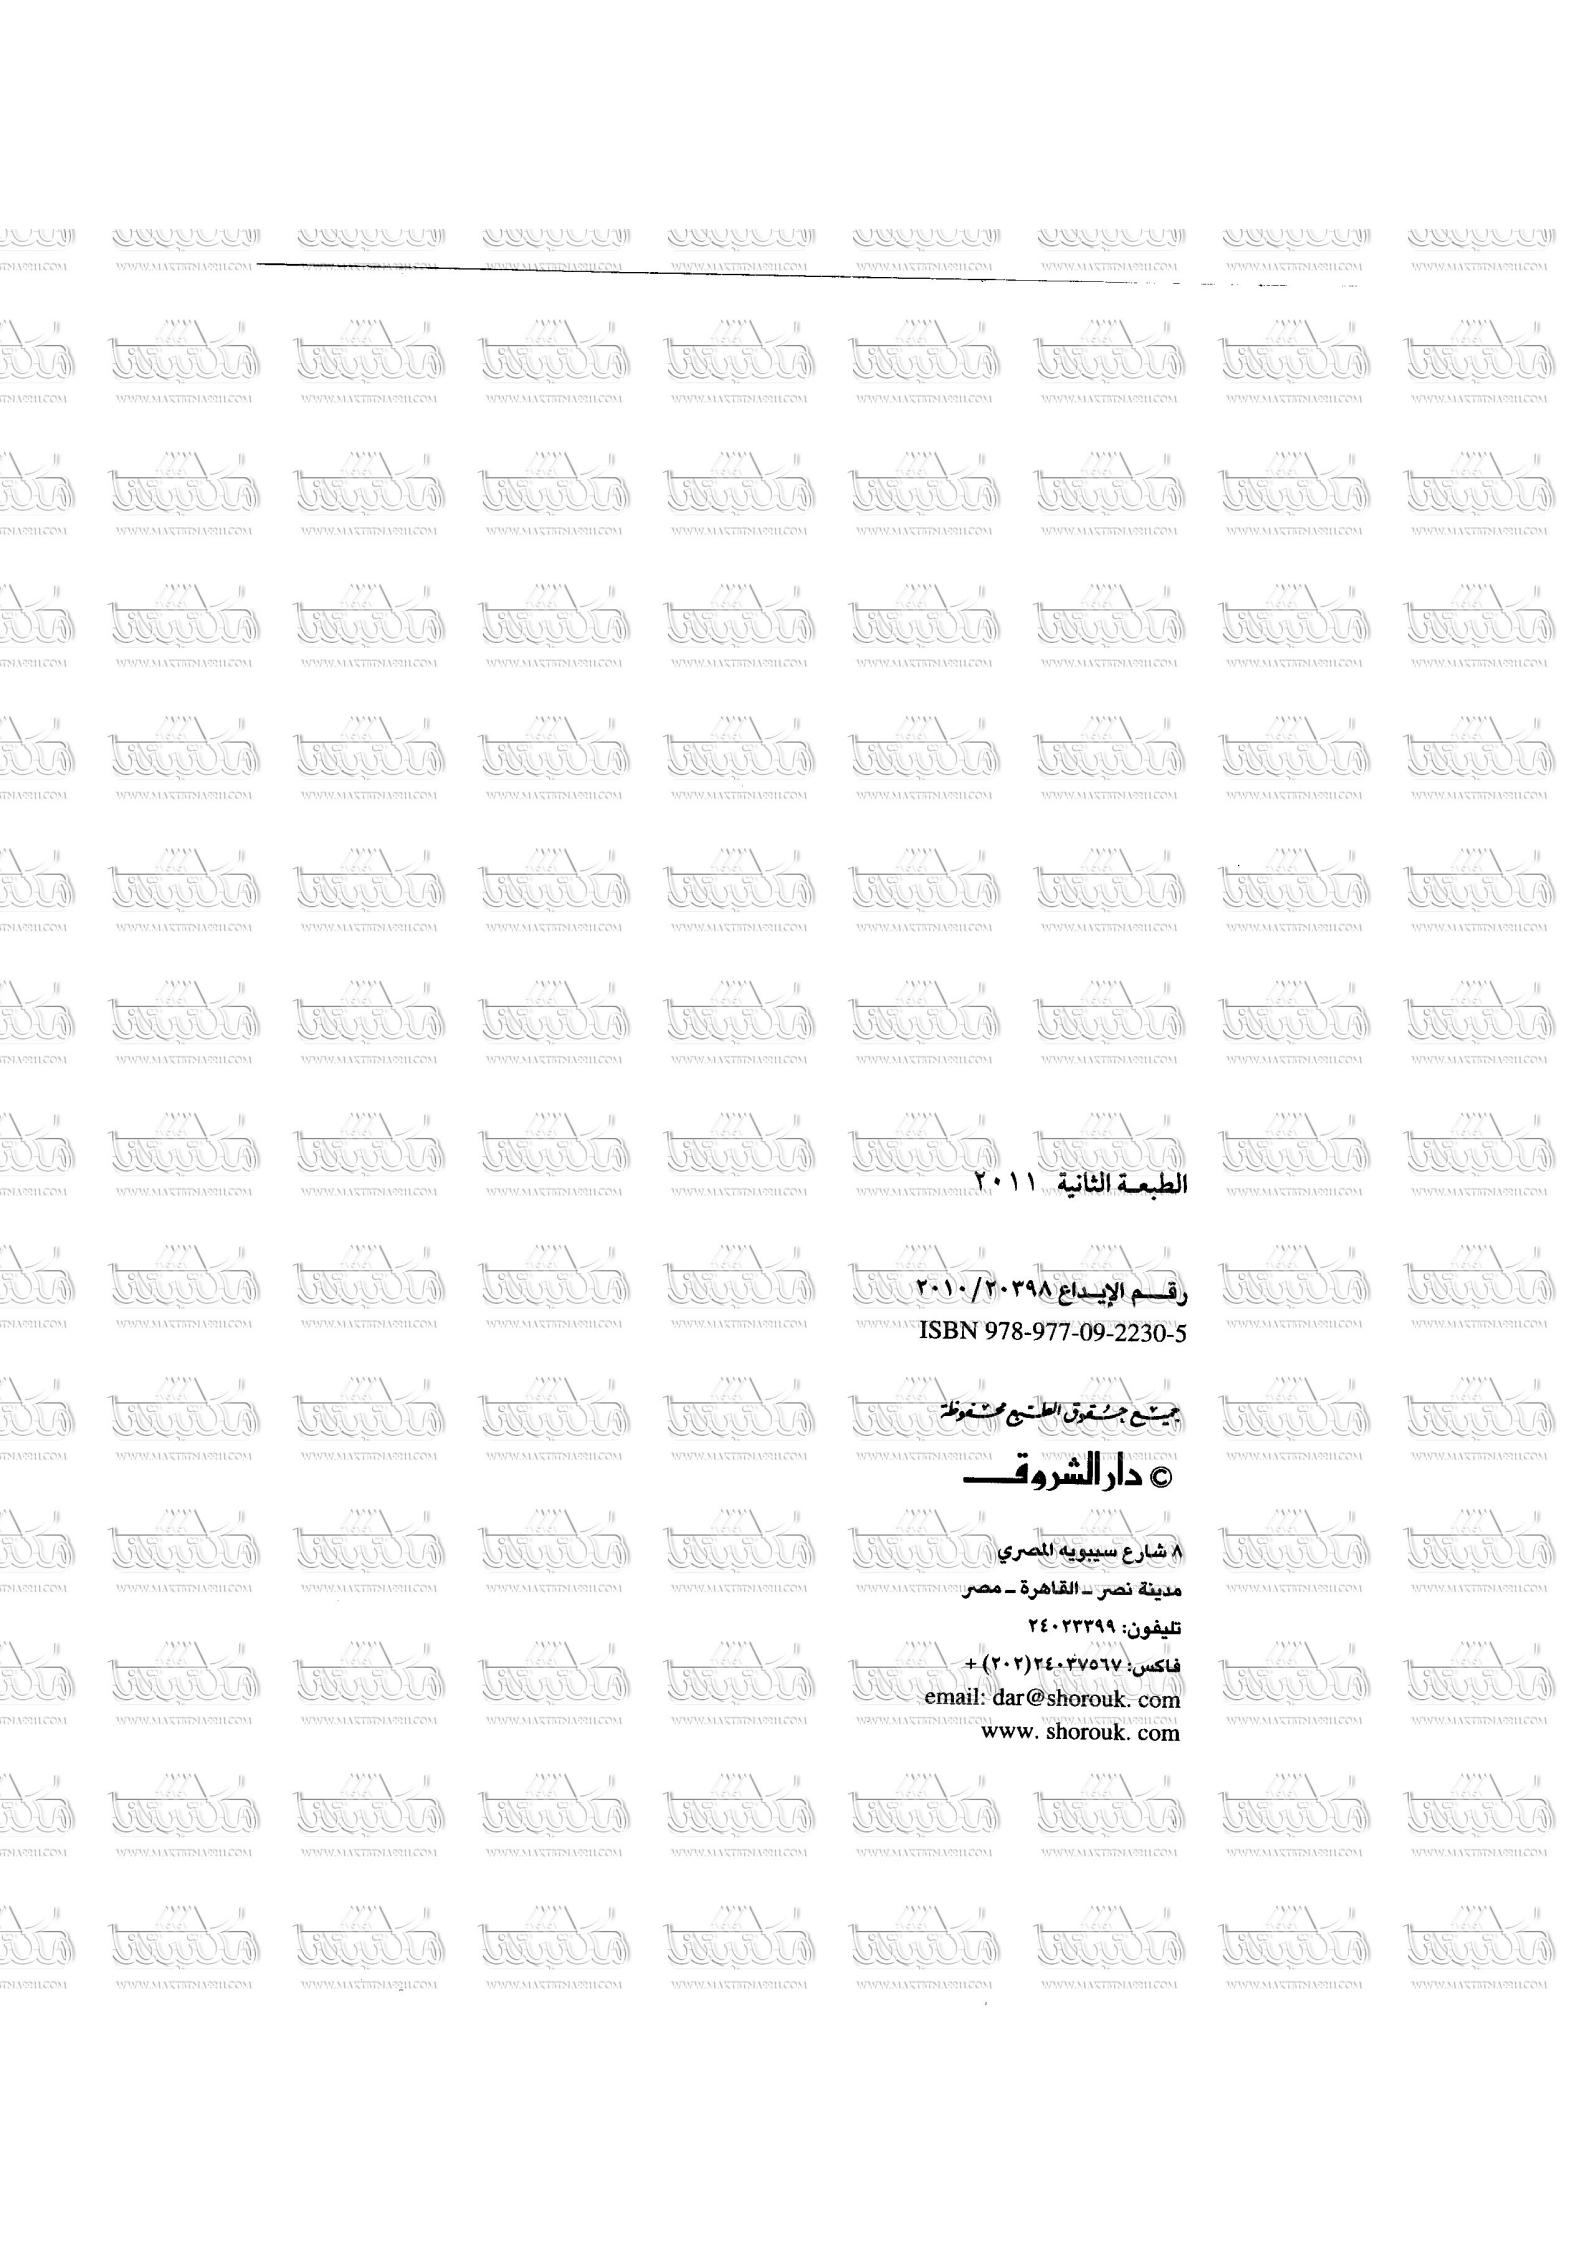 الطبعة الثانية ٢٠١١
رقم الإيداع ٢٠١٠/٢٠٣٩٨
ISBN 978-977-09-2230-5
جميع حقوق الطبع محفوظة
© دار الشروق
٨ شارع سيبويه المصري
مدينة نصر ـ القاهرة ـ مصر
تليفون: ٢٤٠٢٣٣٩٩
فاكس: ٢٤٠٣٧٥٦٧(٢٠٢) +
email: dar@shorouk. com
www. shorouk. com